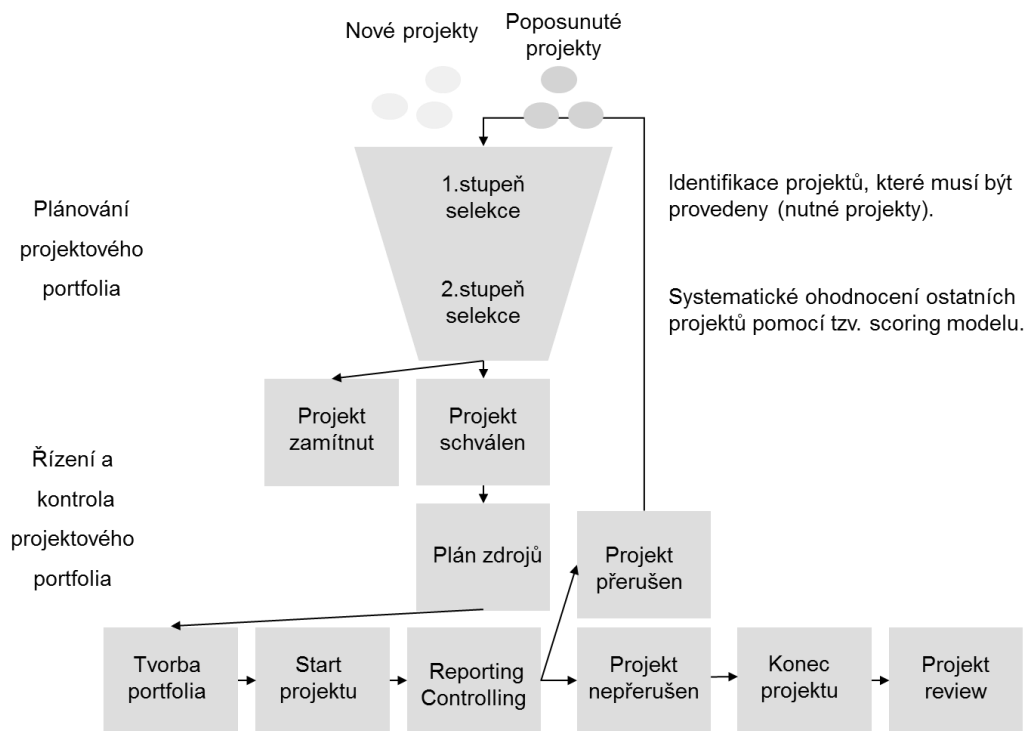 Nové projekty
Poposunuté
projekty
1.stupeň
selekce
Identifikace projektů, které musí být
provedeny (nutné projekty).
Plánování
projektového
portfolia
2.stupeň
selekce
Systematické ohodnocení ostatních
projektů pomocí tzv. scoring modelu.
Projekt
zamítnut
Projekt
schválen
Řízení a
kontrola
projektového
portfolia
Plán zdrojů
Projekt
přerušen
Tvorba
portfolia
Start
projektu
Reporting
Controlling
Projekt
nepřerušen
Konec
projektu
Projekt
review